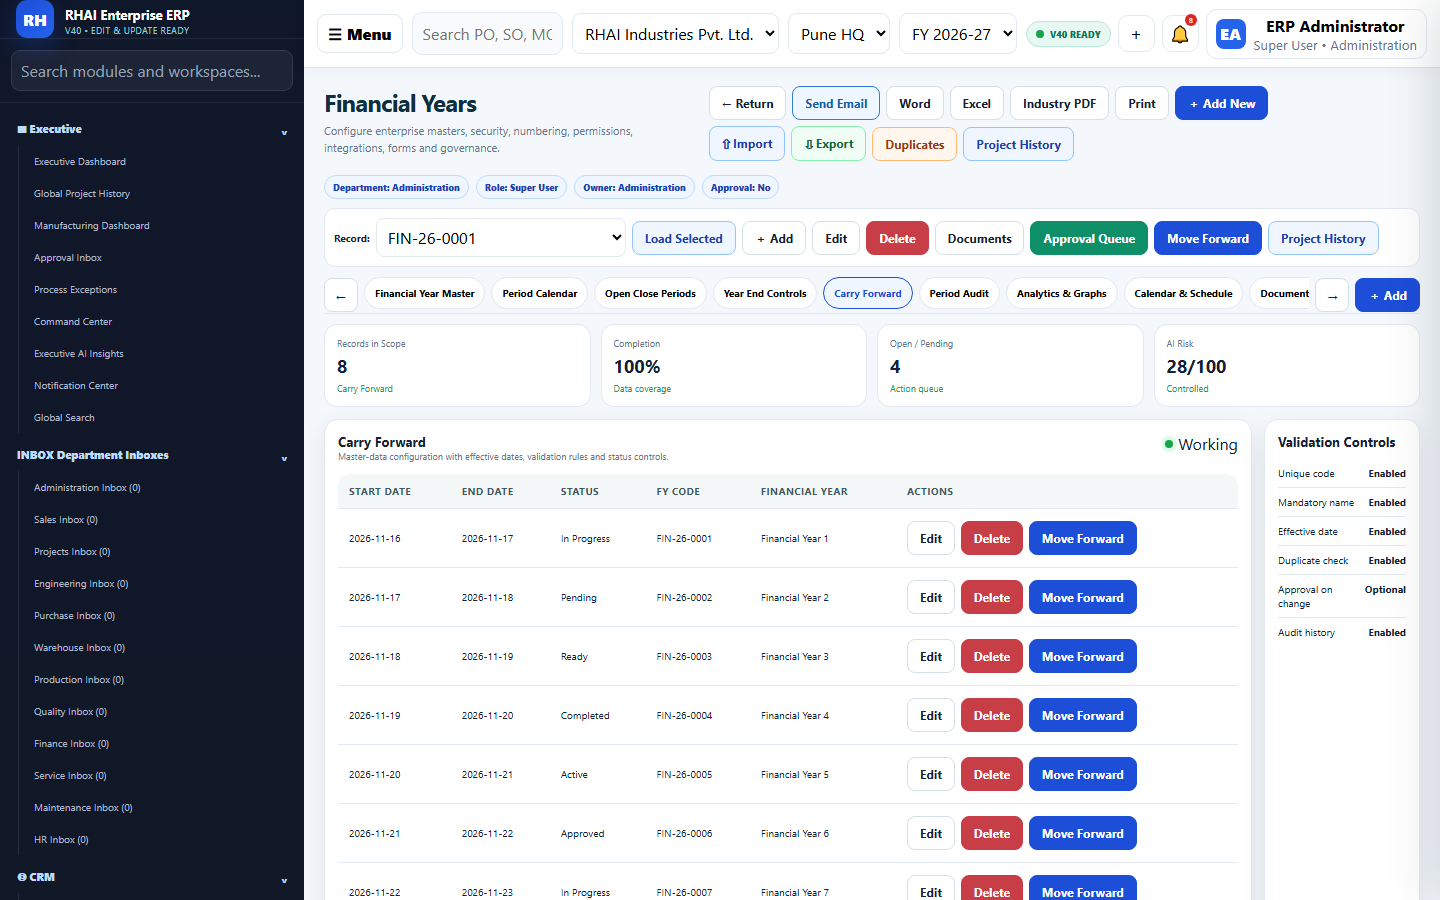 RH
RHAI Enterprise ERP
V40 • EDIT & UPDATE READY
Search modules and workspaces...
Executive
Executive Dashboard
Global Project History
Manufacturing Dashboard
Approval Inbox
Process Exceptions
Command Center
Executive AI Insights
Notification Center
Global Search
INBOX Department Inboxes
Administration Inbox (0)
Sales Inbox (0)
Projects Inbox (0)
Engineering Inbox (0)
Purchase Inbox (0)
Warehouse Inbox (0)
Production Inbox (0)
Quality Inbox (0)
Finance Inbox (0)
Service Inbox (0)
Maintenance Inbox (0)
HR Inbox (0)
CRM
☰ Menu
Search PO, SO, MO
RHAI Industries Pvt. Ltd.
Pune HQ
FY 2026-27
V40 READY
+
8
EA
ERP Administrator
Super User • Administration
Financial Years
Configure enterprise masters, security, numbering, permissions,
integrations, forms and governance.
← Return
Send Email
Word
Excel
Industry PDF
Print
+ Add New
⇧ Import
⇩ Export
Duplicates
Project History
Department: Administration
Role: Super User
Owner: Administration
Approval: No
Record:
FIN-26-0001
Load Selected
+ Add
Edit
Delete
Documents
Approval Queue
Move Forward
Project History
←
Financial Year Master
Period Calendar
Open Close Periods
Year End Controls
Carry Forward
Period Audit
Analytics & Graphs
Calendar & Schedule
Document
→
+ Add
Records in Scope
8
Carry Forward
Completion
100%
Data coverage
Open / Pending
4
Action queue
AI Risk
28/100
Controlled
Carry Forward
Master-data configuration with effective dates, validation rules and status controls.
Working
START DATE END DATE STATUS FY CODE FINANCIAL YEAR ACTIONS
2026-11-16 2026-11-17 In Progress FIN-26-0001 Financial Year 1 Edit Delete Move Forward
2026-11-17 2026-11-18 Pending FIN-26-0002 Financial Year 2 Edit Delete Move Forward
2026-11-18 2026-11-19 Ready FIN-26-0003 Financial Year 3 Edit Delete Move Forward
2026-11-19 2026-11-20 Completed FIN-26-0004 Financial Year 4 Edit Delete Move Forward
2026-11-20 2026-11-21 Active FIN-26-0005 Financial Year 5 Edit Delete Move Forward
2026-11-21 2026-11-22 Approved FIN-26-0006 Financial Year 6 Edit Delete Move Forward
2026-11-22 2026-11-23 In Progress FIN-26-0007 Financial Year 7 Edit Delete Move Forward
Validation Controls
Unique code Enabled
Mandatory name Enabled
Effective date Enabled
Duplicate check Enabled
Approval on change Optional
Audit history Enabled